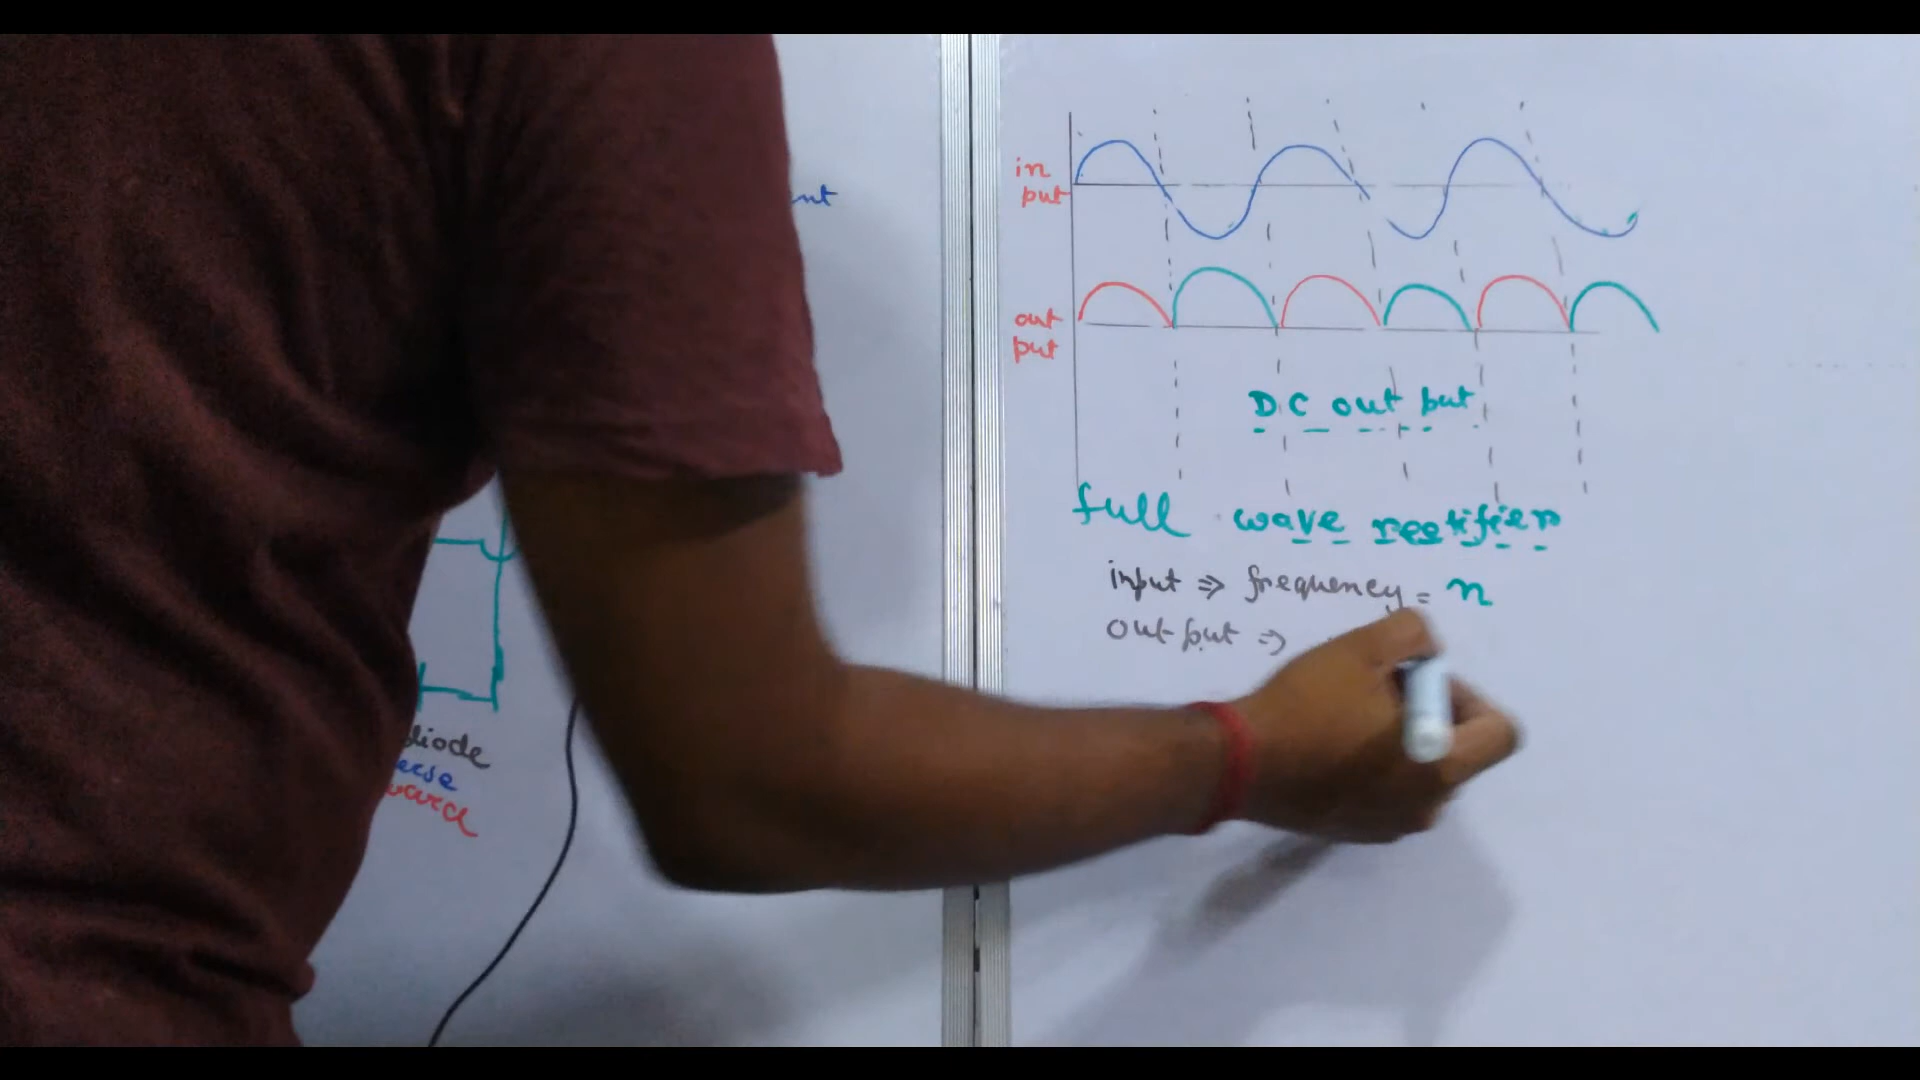 in
put
out
put
D.C out put
full wave rectifier
input ⇒ frequency = n
out put ⇒
diode